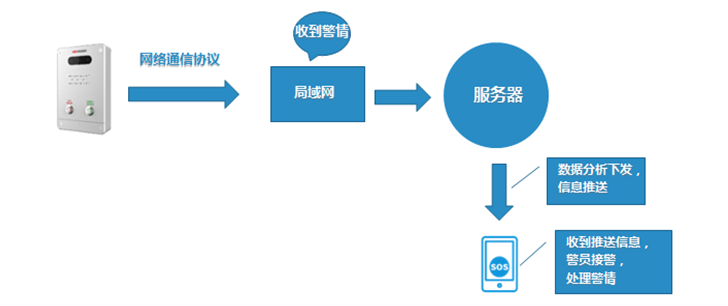 收到警情
网络通信协议
局域网
服务器
数据分析下发，
信息推送
SOS
收到推送信息，
警员接警，
处理警情